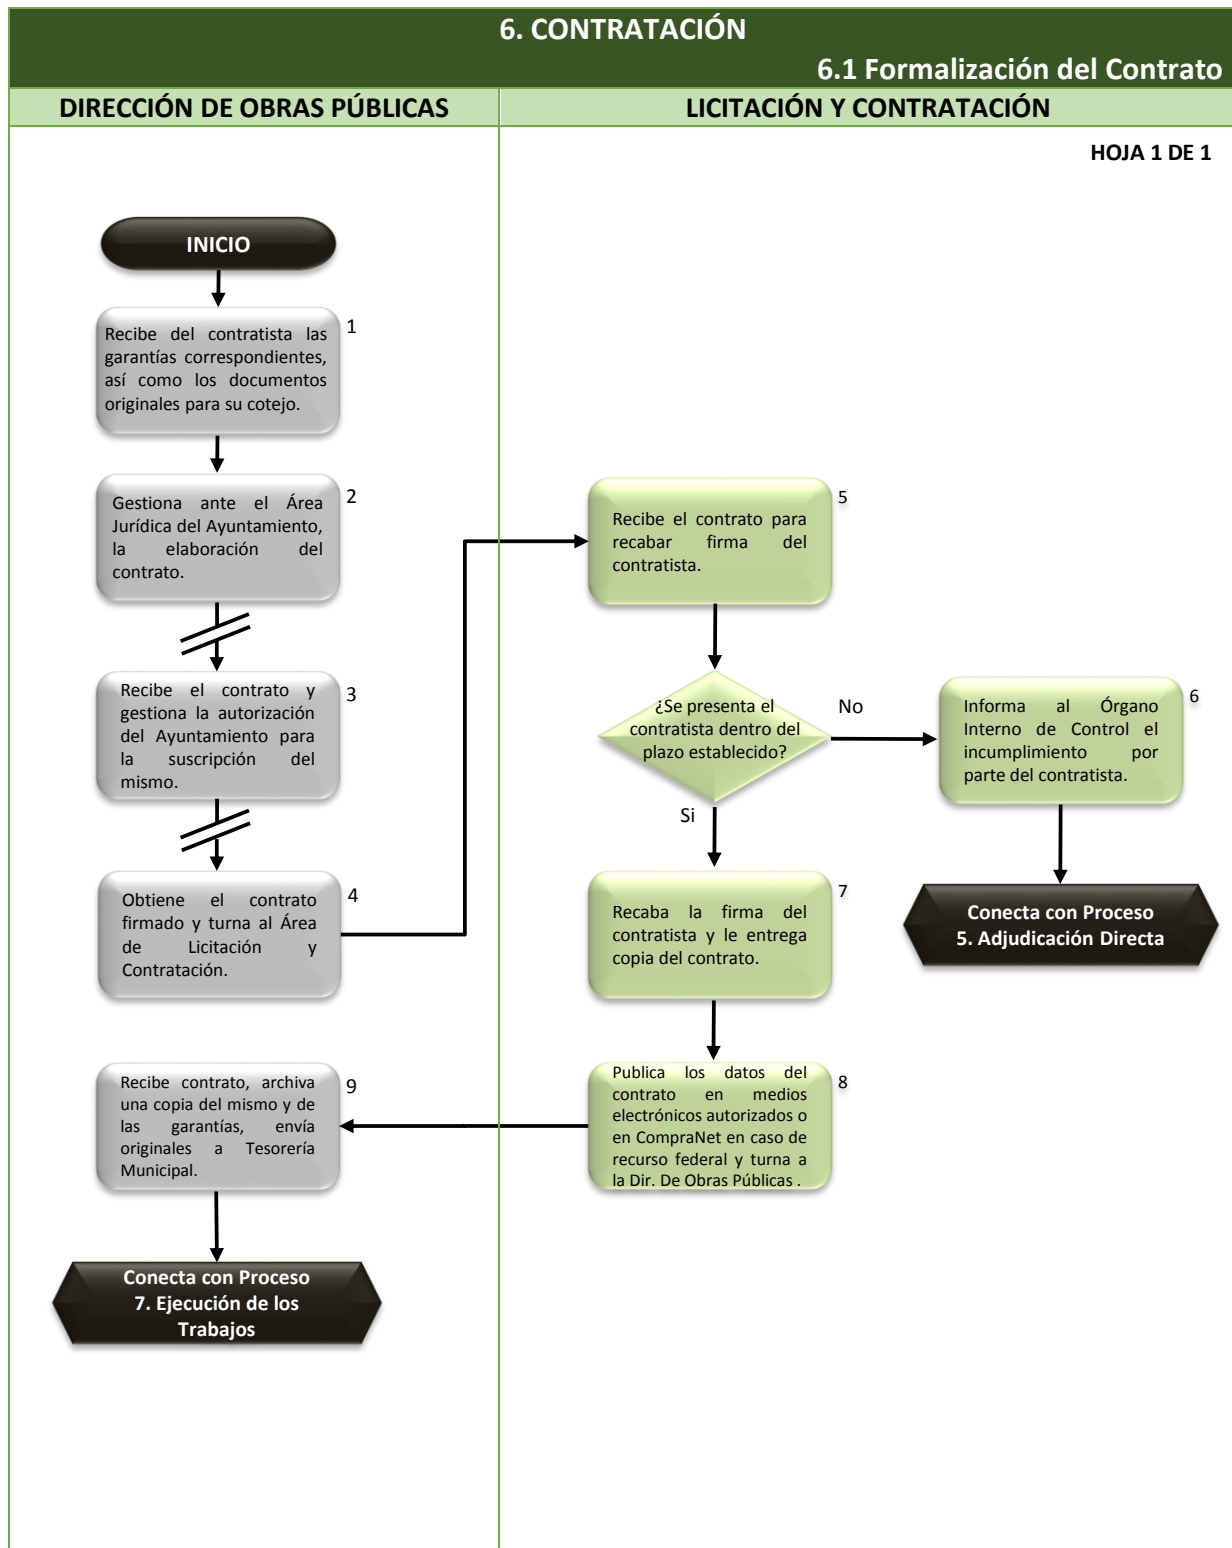 6. CONTRATACIÓN
6.1 Formalización del Contrato
DIRECCIÓN DE OBRAS PÚBLICAS
LICITACIÓN Y CONTRATACIÓN
HOJA 1 DE 1
INICIO
1
Recibe del contratista las
garantías correspondientes,
así como los documentos
originales para su cotejo.
2
Gestiona ante el Área
Jurídica del Ayuntamiento,
la elaboración del
contrato.
3
Recibe el contrato y
gestiona la autorización
del Ayuntamiento para
la suscripción del
mismo.
4
Obtiene el contrato
firmado y turna al Área
de Licitación y
Contratación.
5
Recibe el contrato para
recabar firma del
contratista.
¿Se presenta el
contratista dentro del
plazo establecido?
No
Si
6
Informa al Órgano
Interno de Control el
incumplimiento por
parte del contratista.
Conecta con Proceso
5. Adjudicación Directa
7
Recaba la firma del
contratista y le entrega
copia del contrato.
8
Publica los datos del
contrato en medios
electrónicos autorizados o
en CompraNet en caso de
recurso federal y turna a
la Dir. De Obras Públicas .
9
Recibe contrato, archiva
una copia del mismo y de
las garantías, envía
originales a Tesorería
Municipal.
Conecta con Proceso
7. Ejecución de los
Trabajos